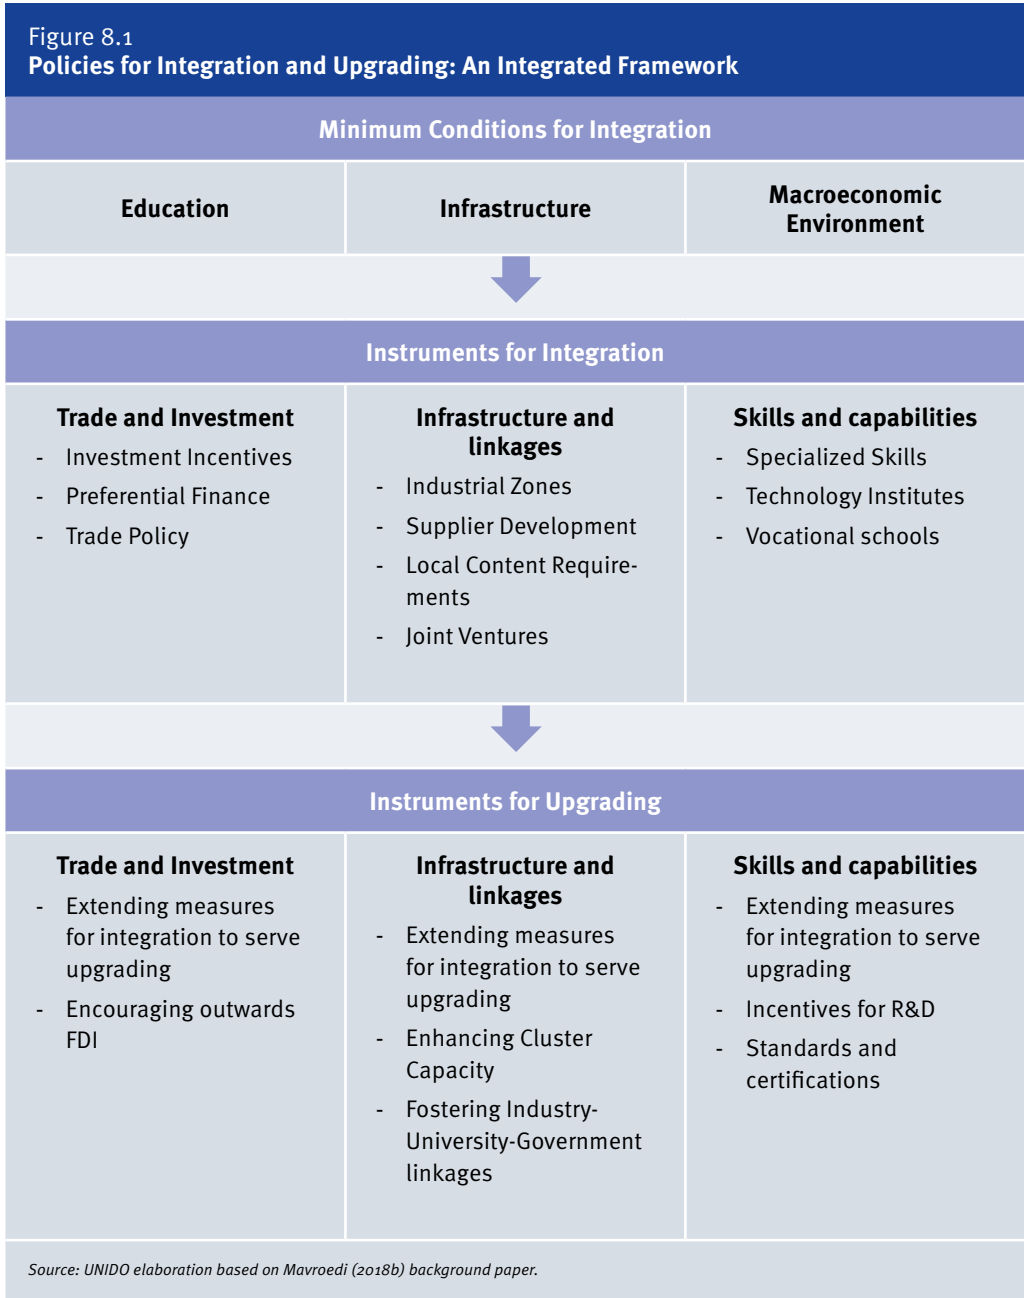 Figure 8.1
Policies for Integration and Upgrading: An Integrated Framework
Minimum Conditions for Integration
Education
Infrastructure
Macroeconomic
Environment
Instruments for Integration
Trade and Investment
- Investment Incentives
- Preferential Finance
- Trade Policy
Infrastructure and
linkages
- Industrial Zones
- Supplier Development
- Local Content Require-
ments
- Joint Ventures
Skills and capabilities
- Specialized Skills
- Technology Institutes
- Vocational schools
Instruments for Upgrading
Trade and Investment
- Extending measures
for integration to serve
upgrading
- Encouraging outwards
FDI
Infrastructure and
linkages
- Extending measures
for integration to serve
upgrading
- Enhancing Cluster
Capacity
- Fostering Industry-
University-Government
linkages
Skills and capabilities
- Extending measures
for integration to serve
upgrading
- Incentives for R&D
- Standards and
certifications
Source: UNIDO elaboration based on Mavroedi (2018b) background paper.